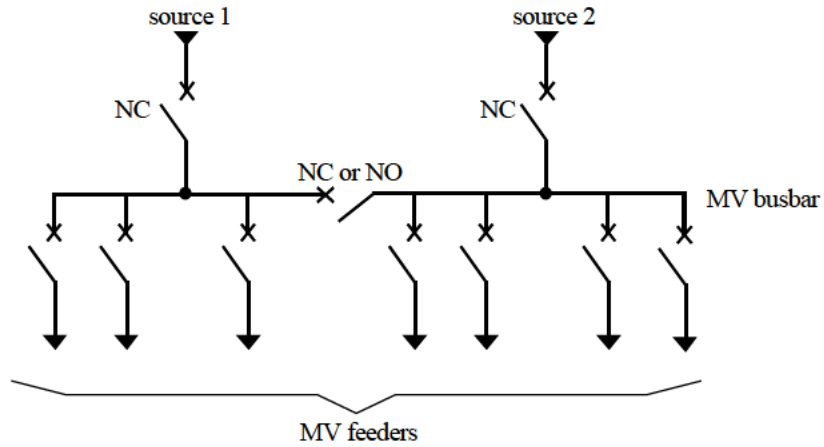 source 1
source 2
NC
NC
NC or NO
MV busbar
MV feeders